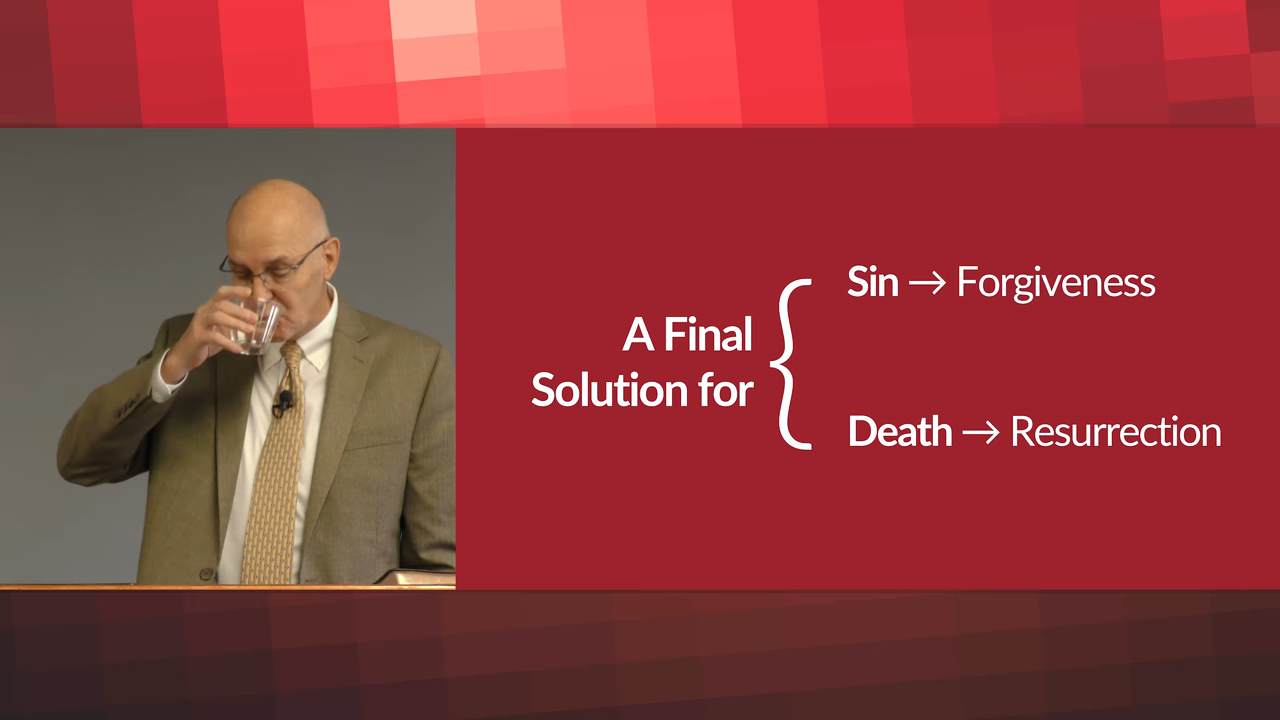 A Final
Solution for
Sin → Forgiveness
Death → Resurrection